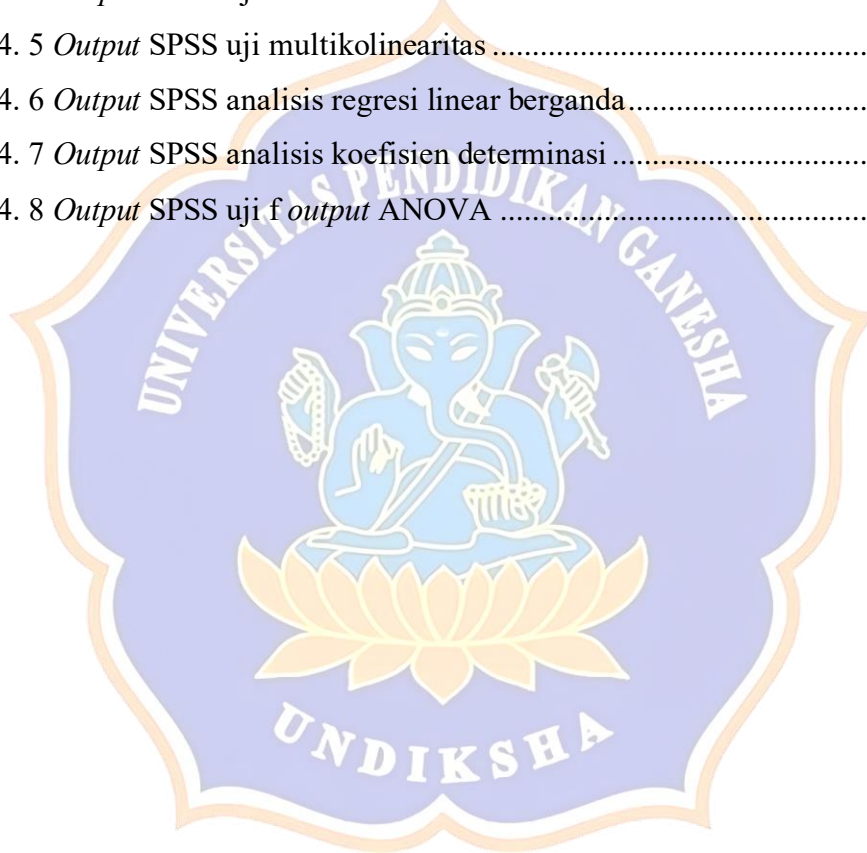 4. 5 Output SPSS uji multikolinearitas ................................................
4. 6 Output SPSS analisis regresi linear berganda ................................
4. 7 Output SPSS analisis koefisien determinasi ..................................
4. 8 Output SPSS uji f output ANOVA ................................................
UNIVERSITAS PENDIDIKAN GANESHA
UNDIKSHA